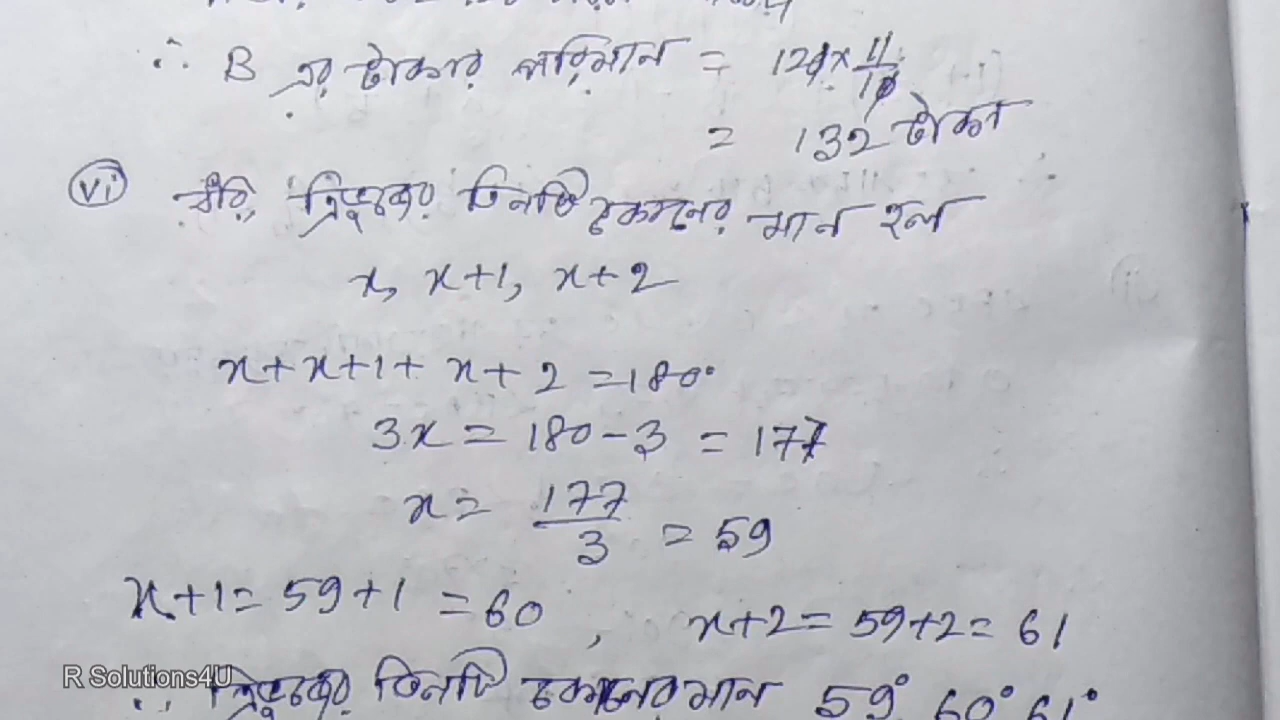 ∴ B এর টাকার পরিমান = 120 × 11/10
= 132 টাকা
(vi) ধরি, ত্রিভুজের তিনটি কোনের মান হল
x, x+1, x+2
x+x+1+x+2=180°
3x = 180-3 = 177
x = 177/3 = 59
x+1= 59+1 = 60, x+2= 59+2= 61
∴ ত্রিভুজের তিনটি কোনের মান 59° 60° 61°
R Solutions4U